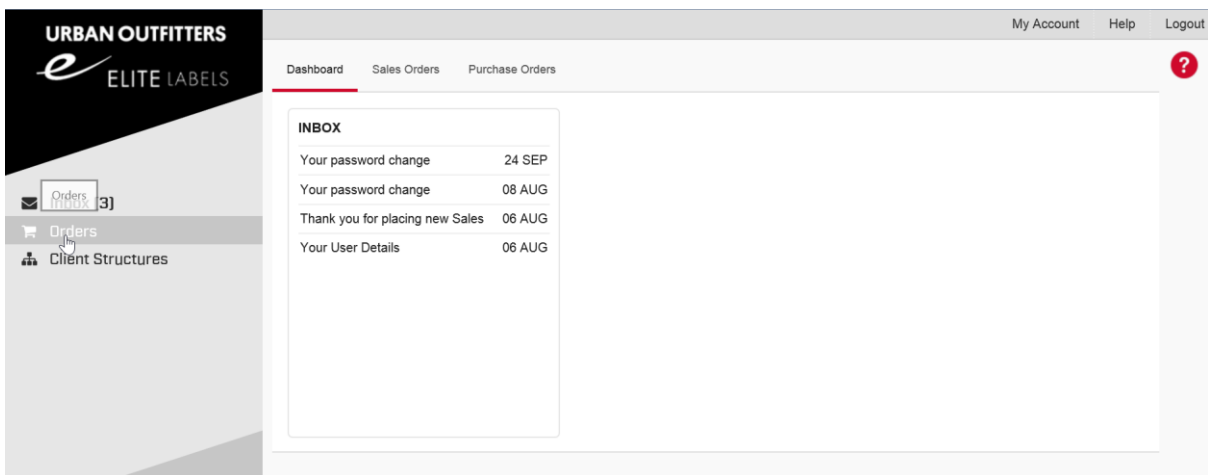 URBAN OUTFITTERS
e ELITE LABELS
My Account Help Logout
?
Dashboard Sales Orders Purchase Orders
INBOX
Your password change 24 SEP
Your password change 08 AUG
Thank you for placing new Sales 06 AUG
Your User Details 06 AUG
Orders
Inbox (3)
Orders
Client Structures